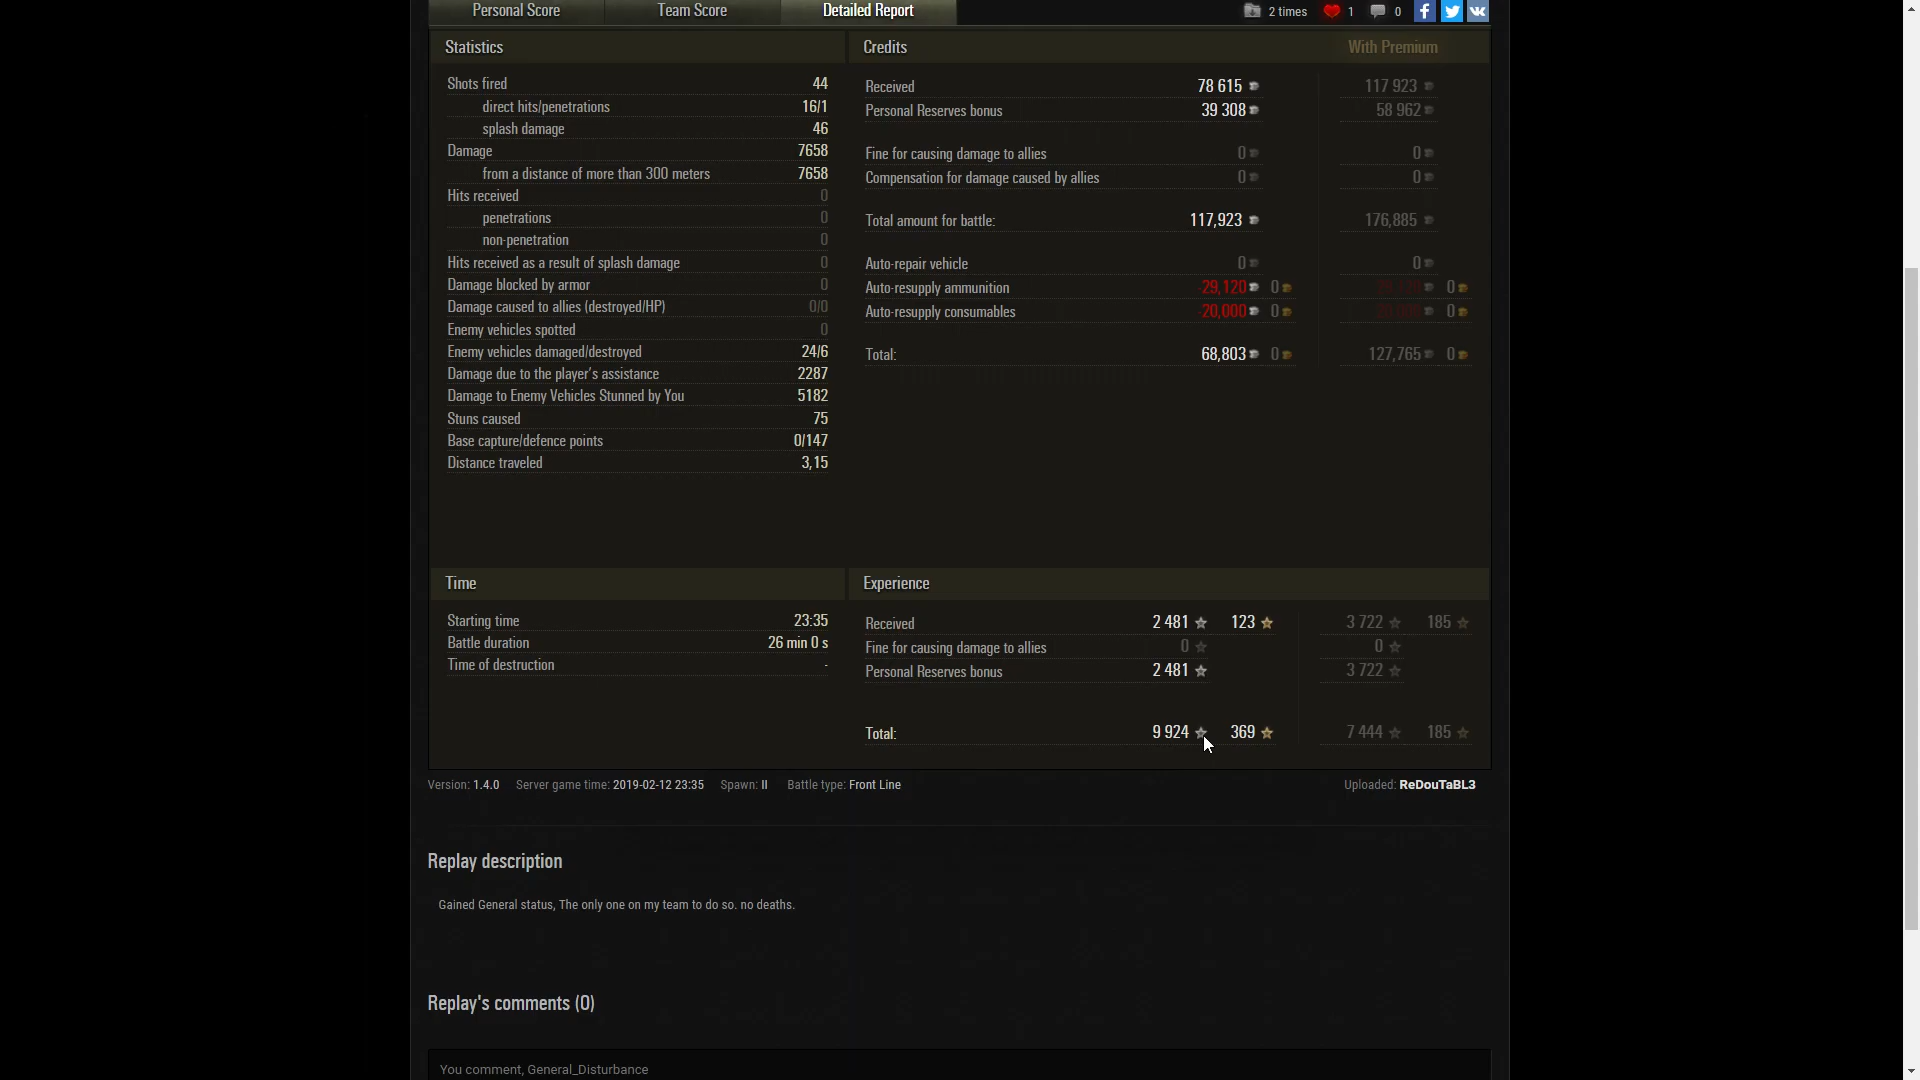 Personal Score Team Score Detailed Report 2 times 1 0
Statistics Credits With Premium
Shots fired 44 Received 78 615 117 923
direct hits/penetrations 16/1 Personal Reserves bonus 39 308 58 962
splash damage 46
Damage 7658 Fine for causing damage to allies 0 0
from a distance of more than 300 meters 7658 Compensation for damage caused by allies 0 0
Hits received 0
penetrations 0 Total amount for battle: 117,923 176,885
non-penetration 0
Hits received as a result of splash damage 0 Auto-repair vehicle 0 0
Damage blocked by armor 0 Auto-resupply ammunition -29,120 0 0
Damage caused to allies (destroyed/HP) 0/0 Auto-resupply consumables -20,000 0 0
Enemy vehicles spotted 0
Enemy vehicles damaged/destroyed 24/6 Total: 68,803 0 127,765 0
Damage due to the player's assistance 2287
Damage to Enemy Vehicles Stunned by You 5182
Stuns caused 75
Base capture/defence points 0/147
Distance traveled 3,15
Time Experience
Starting time 23:35 Received 2 481 123 3 722 185
Battle duration 26 min 0 s Fine for causing damage to allies 0 0
Time of destruction - Personal Reserves bonus 2 481 3 722
Total: 9 924 369 7 444 185
Version: 1.4.0 Server game time: 2019-02-12 23:35 Spawn: II Battle type: Front Line Uploaded: ReDouTaBL3
Replay description
Gained General status, The only one on my team to do so. no deaths.
Replay's comments (0)
You comment, General_Disturbance